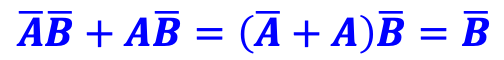 A̅B̅ + AB̅ = (A̅ + A)B̅ = B̅